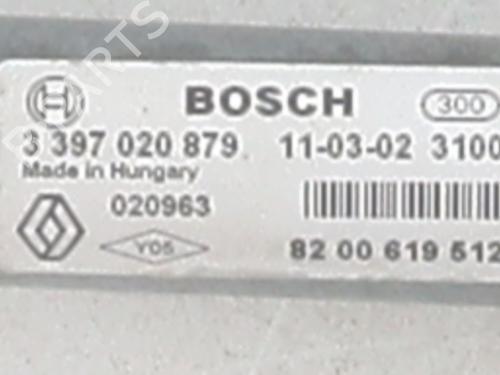 PARTS
BOSCH 300
3 397 020 879 11-03-02 3100
Made in Hungary
020963
Y05
82 00 619 512